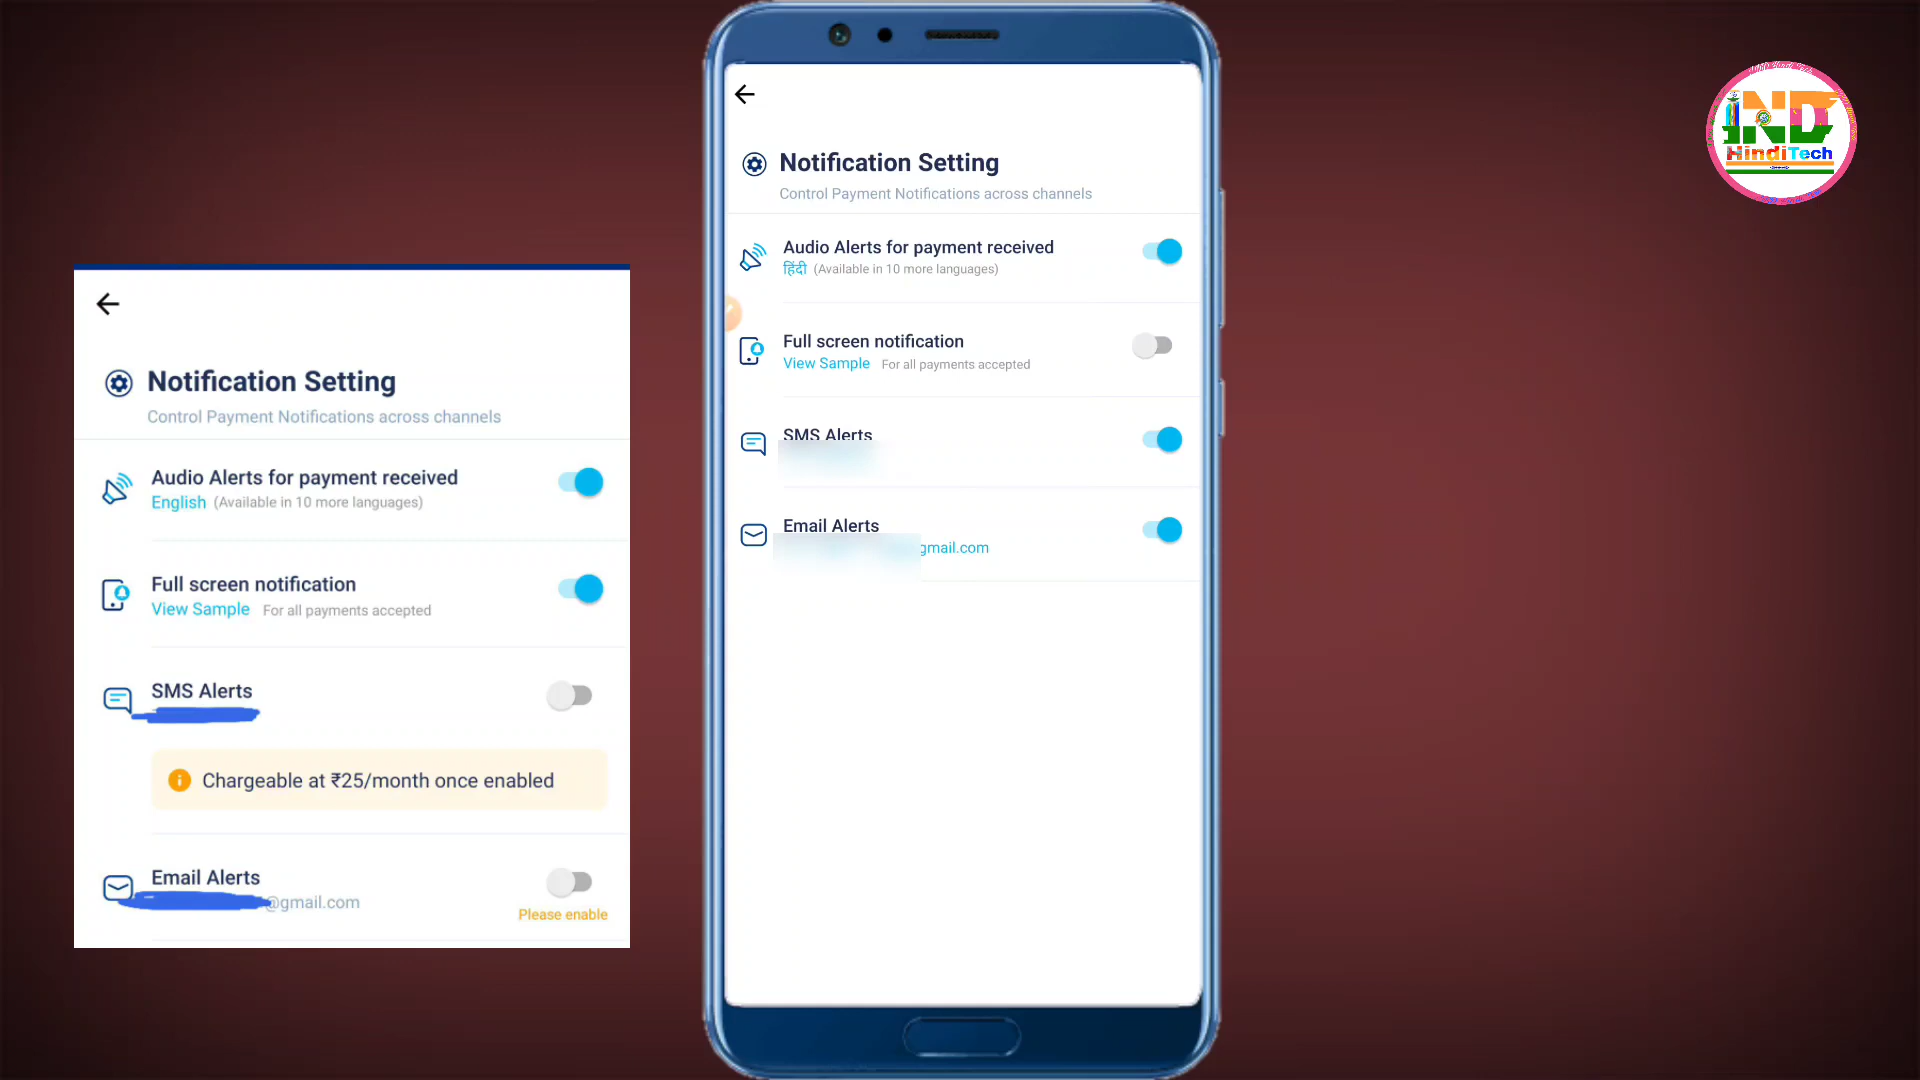 Notification Setting
Control Payment Notifications across channels
Audio Alerts for payment received
English (Available in 10 more languages)
Full screen notification
View Sample For all payments accepted
SMS Alerts
Chargeable at ₹25/month once enabled
Email Alerts
@gmail.com
Please enable
Notification Setting
Control Payment Notifications across channels
Audio Alerts for payment received
हिंदी (Available in 10 more languages)
Full screen notification
View Sample For all payments accepted
SMS Alerts
Email Alerts
gmail.com
IND
HindiTech